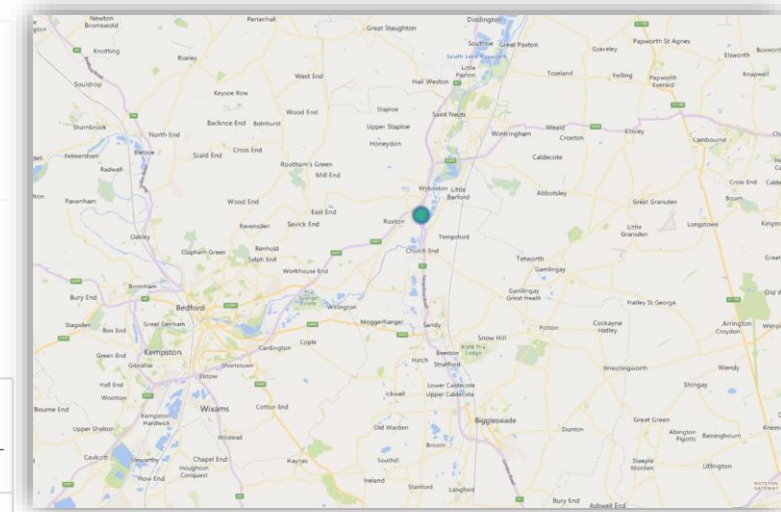 Newton Bromswold
Pertenhall
Great Staughton
Diddington
Knotting
Riseley
Southoe
Great Paxton
Papworth St Agnes
Graveley
Elsworth
Souldrop
West End
Hail Weston
Little Paxton
Toseland
Yelling
Papworth Everard
Knapwell
Keysoe Row
Wood End
Staploe
Saint Neots
Sharnbrook
Backnoe End
Bolnhurst
Upper Staploe
North End
Honeydon
Wintringham
Weald
Croxton
Eltisley
Cambourne
Felmersham
Bletsoe
Scald End
Cross End
Rootham's Green
Mill End
Caldecote
Radwell
Wyboston
Little Barford
Abbotsley
Crow End
Pavenham
Wood End
East End
Great Gransden
Bourn
Ravensden
Sevick End
Roxton
Tempsford
Little Gransden
Longstowe
Oakley
Clapham Green
Renhold
Salph End
Church End
Workhouse End
Tetworth
Gamlingay
Bromham
Gamlingay Great Heath
Bury End
Bedford
Willington
Hatley St George
Stagsden
Box End
Great Denham
Moggerhanger
Sandy
Potton
Cockayne Hatley
Arrington
Croydon
Green End
Kempston
Cardington
Cople
Snow Hill
Gibraltar
Shortstown
Beeston
RSPB The Lodge
Wrestlingworth
Wendy
Hall End
Elstow
Hatch
Stratford
Shingay
Wootton
Ickwell
Lower Caldecote
Upper Caldecote
Bourne End
Kempston Hardwick
Wixams
Cotton End
Biggleswade
Great Green
Upper Shelton
Wilstead
Old Warden
Dunton
Abington Pigotts
Bassingbourn
Broom
Caulcott
Stewartby
Chapel End
Haynes
Southill
Steeple Morden
Litlington
How End
Houghton Conquest
Ireland
Stanford
Langford
Bury End
Ashwell End